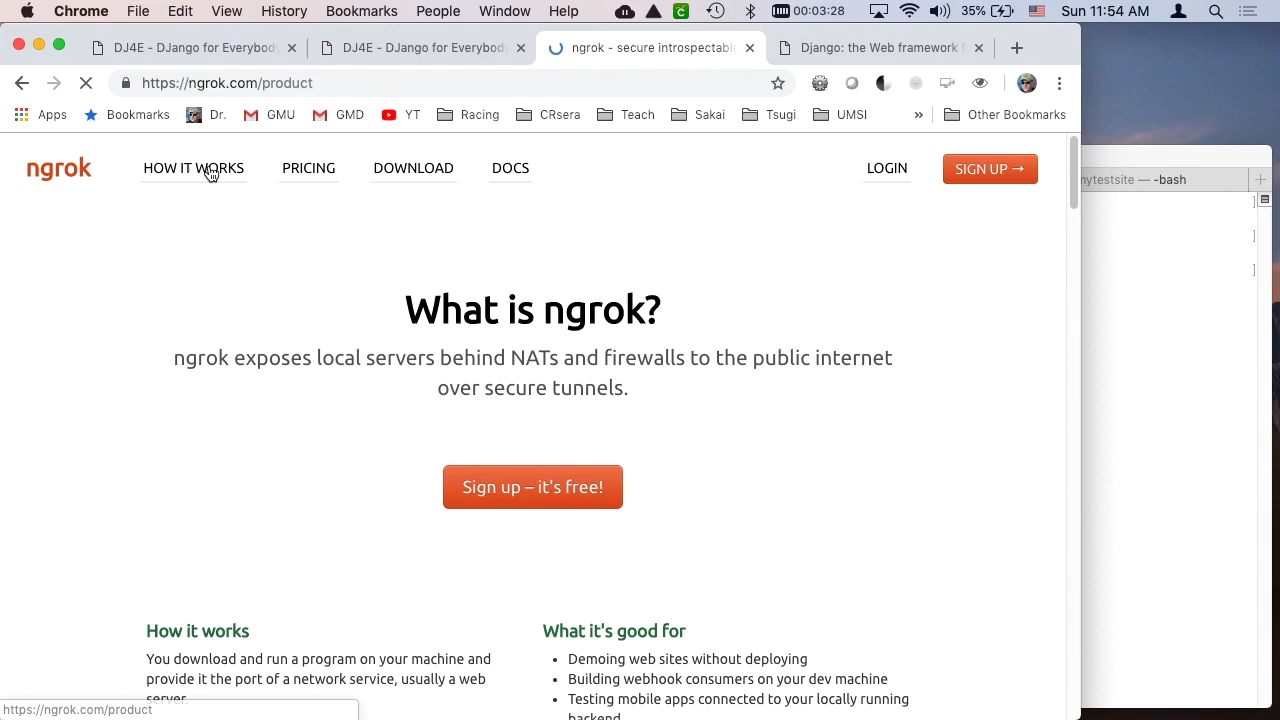 Chrome File Edit View History Bookmarks People Window Help 00:03:28 35% Sun 11:54 AM
DJ4E - DJango for Everybody DJ4E - DJango for Everybody ngrok - secure introspectable Django: the Web framework
https://ngrok.com/product
Apps Bookmarks Dr. GMU GMD YT Racing CRsera Teach Sakai Tsugi UMSI » Other Bookmarks
ngrok HOW IT WORKS PRICING DOWNLOAD DOCS LOGIN SIGN UP →
mytestsite — -bash
What is ngrok?
ngrok exposes local servers behind NATs and firewalls to the public internet
over secure tunnels.
Sign up – it's free!
How it works
You download and run a program on your machine and
provide it the port of a network service, usually a web
server.
What it's good for
• Demoing web sites without deploying
• Building webhook consumers on your dev machine
• Testing mobile apps connected to your locally running
backend
https://ngrok.com/product